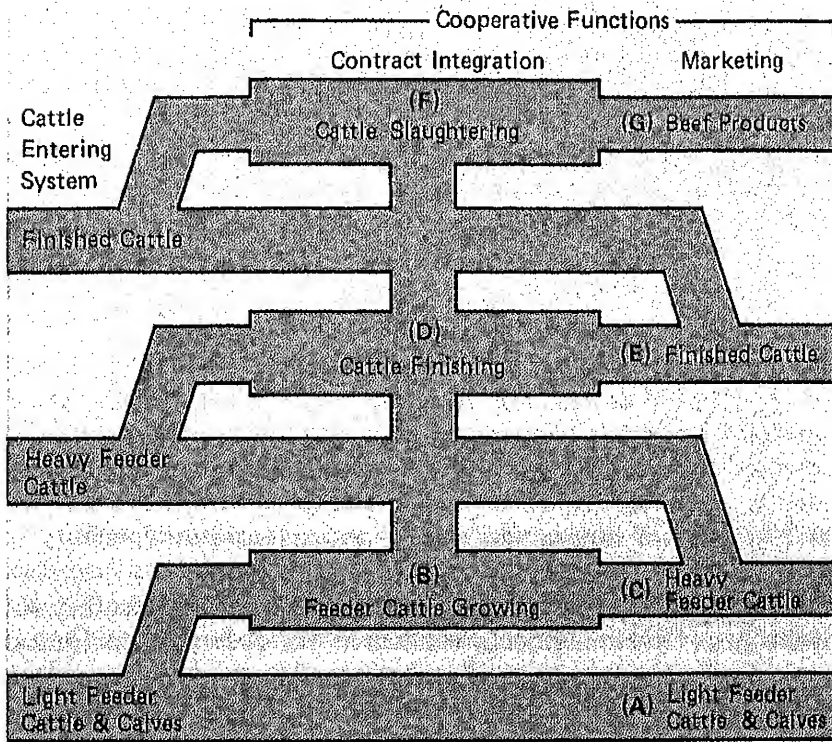 Cooperative Functions
Contract Integration
Marketing
Cattle
Entering
System
(F)
Cattle Slaughtering
(G) Beef Products
Finished Cattle
(D)
Cattle Finishing
(E) Finished Cattle
Heavy Feeder
Cattle
(B)
Feeder Cattle Growing
(C) Heavy
Feeder Cattle
Light Feeder
Cattle & Calves
(A) Light Feeder
Cattle & Calves